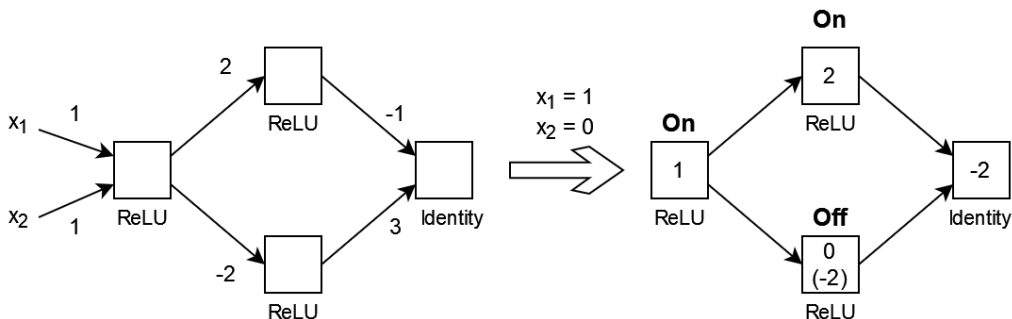 On
2
2
ReLU
ReLU
x₁
1
-1
x₁ = 1
x₂ = 0
On
1
-2
ReLU
Identity
ReLU
Identity
x₂
1
3
-2
Off
0
(-2)
ReLU
ReLU